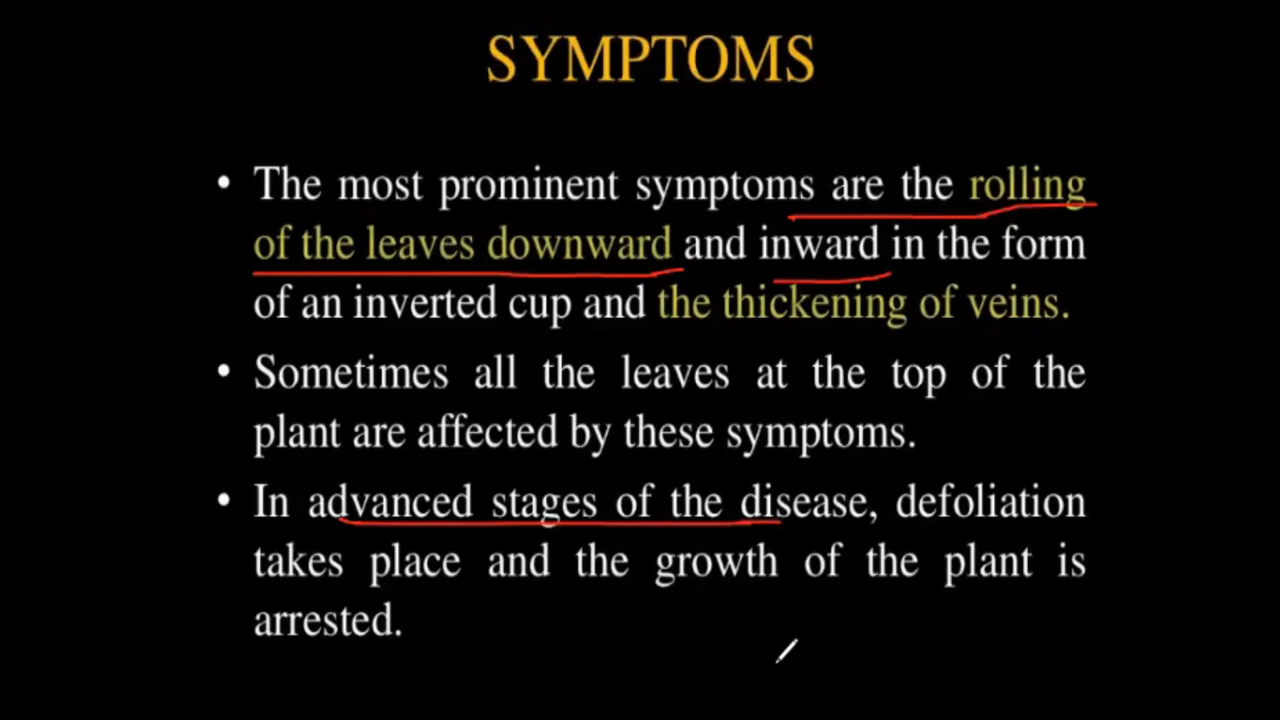 SYMPTOMS
• The most prominent symptoms are the rolling
of the leaves downward and inward in the form
of an inverted cup and the thickening of veins.
• Sometimes all the leaves at the top of the
plant are affected by these symptoms.
• In advanced stages of the disease, defoliation
takes place and the growth of the plant is
arrested.